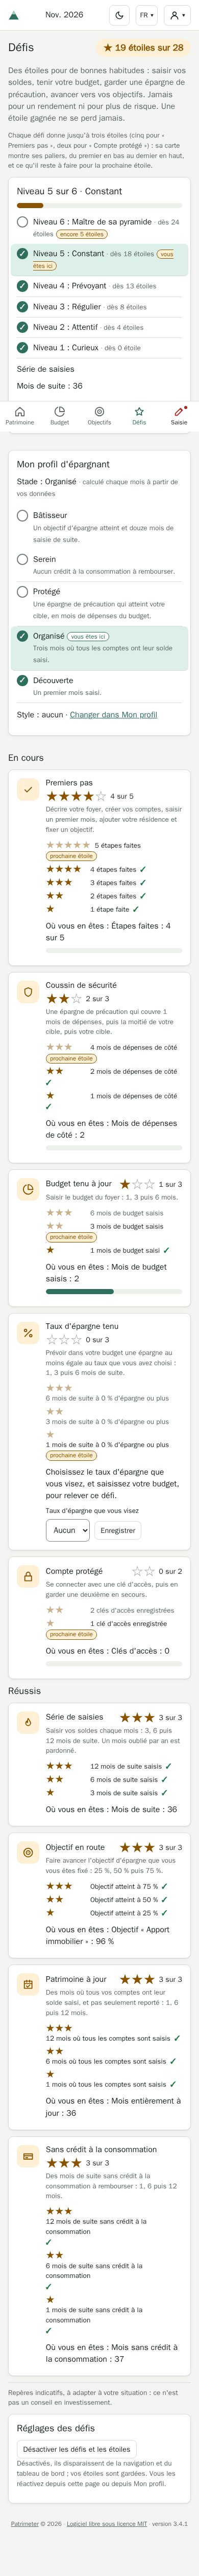 Nov. 2026
FR ▾
Défis
★ 19 étoiles sur 28
Des étoiles pour de bonnes habitudes : saisir vos
soldes, tenir votre budget, garder une épargne de
précaution, avancer vers vos objectifs. Jamais
pour un rendement ni pour plus de risque. Une
étoile gagnée ne se perd jamais.
Chaque défi donne jusqu'à trois étoiles (cinq pour «
Premiers pas », deux pour « Compte protégé ») : sa carte
montre ses paliers, du premier en bas au dernier en haut,
et ce qu'il reste à faire pour la prochaine étoile.
Niveau 5 sur 6 · Constant
Niveau 6 : Maître de sa pyramide · dès 24
étoiles encore 5 étoiles
Niveau 5 : Constant · dès 18 étoiles vous
êtes ici
Niveau 4 : Prévoyant · dès 13 étoiles
Niveau 3 : Régulier · dès 8 étoiles
Niveau 2 : Attentif · dès 4 étoiles
Niveau 1 : Curieux · dès 0 étoile
Série de saisies
Mois de suite : 36
Patrimoine
Budget
Objectifs
Défis
Saisie
Mon profil d'épargnant
Stade : Organisé · calculé chaque mois à partir de
vos données
Bâtisseur
Un objectif d'épargne atteint et douze mois de
saisie de suite.
Serein
Aucun crédit à la consommation à rembourser.
Protégé
Une épargne de précaution qui atteint votre
cible, en mois de dépenses du budget.
Organisé vous êtes ici
Trois mois où tous les comptes ont leur solde
saisi.
Découverte
Un premier mois saisi.
Style : aucun · Changer dans Mon profil
En cours
Premiers pas
★★★★☆ 4 sur 5
Décrire votre foyer, créer vos comptes, saisir
un premier mois, ajouter votre résidence et
fixer un objectif.
★★★★★ 5 étapes faites
prochaine étoile
★★★★ 4 étapes faites ✓
★★★ 3 étapes faites ✓
★★ 2 étapes faites ✓
★ 1 étape faite ✓
Où vous en êtes : Étapes faites : 4
sur 5
Coussin de sécurité
★★☆ 2 sur 3
Une épargne de précaution qui couvre 1
mois de dépenses, puis la moitié de votre
cible, puis votre cible.
★★★ 4 mois de dépenses de côté
prochaine étoile
★★ 2 mois de dépenses de côté
✓
★ 1 mois de dépenses de côté
✓
Où vous en êtes : Mois de dépenses
de côté : 2
Budget tenu à jour ★☆☆ 1 sur 3
Saisir le budget du foyer : 1, 3 puis 6 mois.
★★★ 6 mois de budget saisis
★★ 3 mois de budget saisis
prochaine étoile
★ 1 mois de budget saisi ✓
Où vous en êtes : Mois de budget
saisis : 2
Taux d'épargne tenu
☆☆☆ 0 sur 3
Prévoir dans votre budget une épargne au
moins égale au taux que vous avez choisi :
1, 3 puis 6 mois de suite.
★★★
6 mois de suite à 0 % d'épargne ou plus
★★
3 mois de suite à 0 % d'épargne ou plus
★
1 mois de suite à 0 % d'épargne ou plus
prochaine étoile
Choisissez le taux d'épargne que
vous visez, et saisissez votre budget,
pour relever ce défi.
Taux d'épargne que vous visez
Aucun
Enregistrer
Compte protégé ☆☆ 0 sur 2
Se connecter avec une clé d'accès, puis en
garder une deuxième en secours.
★★ 2 clés d'accès enregistrées
★ 1 clé d'accès enregistrée
prochaine étoile
Où vous en êtes : Clés d'accès : 0
Réussis
Série de saisies ★★★ 3 sur 3
Saisir vos soldes chaque mois : 3, 6 puis
12 mois de suite. Un mois oublié par an est
pardonné.
★★★ 12 mois de suite saisis ✓
★★ 6 mois de suite saisis ✓
★ 3 mois de suite saisis ✓
Où vous en êtes : Mois de suite : 36
Objectif en route ★★★ 3 sur 3
Faire avancer l'objectif d'épargne que vous
vous êtes fixé : 25 %, 50 % puis 75 %.
★★★ Objectif atteint à 75 % ✓
★★ Objectif atteint à 50 % ✓
★ Objectif atteint à 25 % ✓
Où vous en êtes : Objectif « Apport
immobilier » : 96 %
Patrimoine à jour ★★★ 3 sur 3
Des mois où tous vos comptes ont leur
solde saisi, et pas seulement reporté : 1, 6
puis 12 mois.
★★★
12 mois où tous les comptes sont saisis ✓
★★
6 mois où tous les comptes sont saisis ✓
★
1 mois où tous les comptes sont saisis ✓
Où vous en êtes : Mois entièrement à
jour : 36
Sans crédit à la consommation
★★★ 3 sur 3
Des mois de suite sans crédit à la
consommation à rembourser : 1, 6 puis 12
mois.
★★★
12 mois de suite sans crédit à la
consommation
✓
★★
6 mois de suite sans crédit à la
consommation
✓
★
1 mois de suite sans crédit à la
consommation
✓
Où vous en êtes : Mois sans crédit à
la consommation : 37
Repères indicatifs, à adapter à votre situation : ce n'est
pas un conseil en investissement.
Réglages des défis
Désactiver les défis et les étoiles
Désactivés, ils disparaissent de la navigation et du
tableau de bord ; vos étoiles sont gardées. Vous les
réactivez depuis cette page ou depuis Mon profil.
Patrimeter © 2026 · Logiciel libre sous licence MIT · version 3.4.1